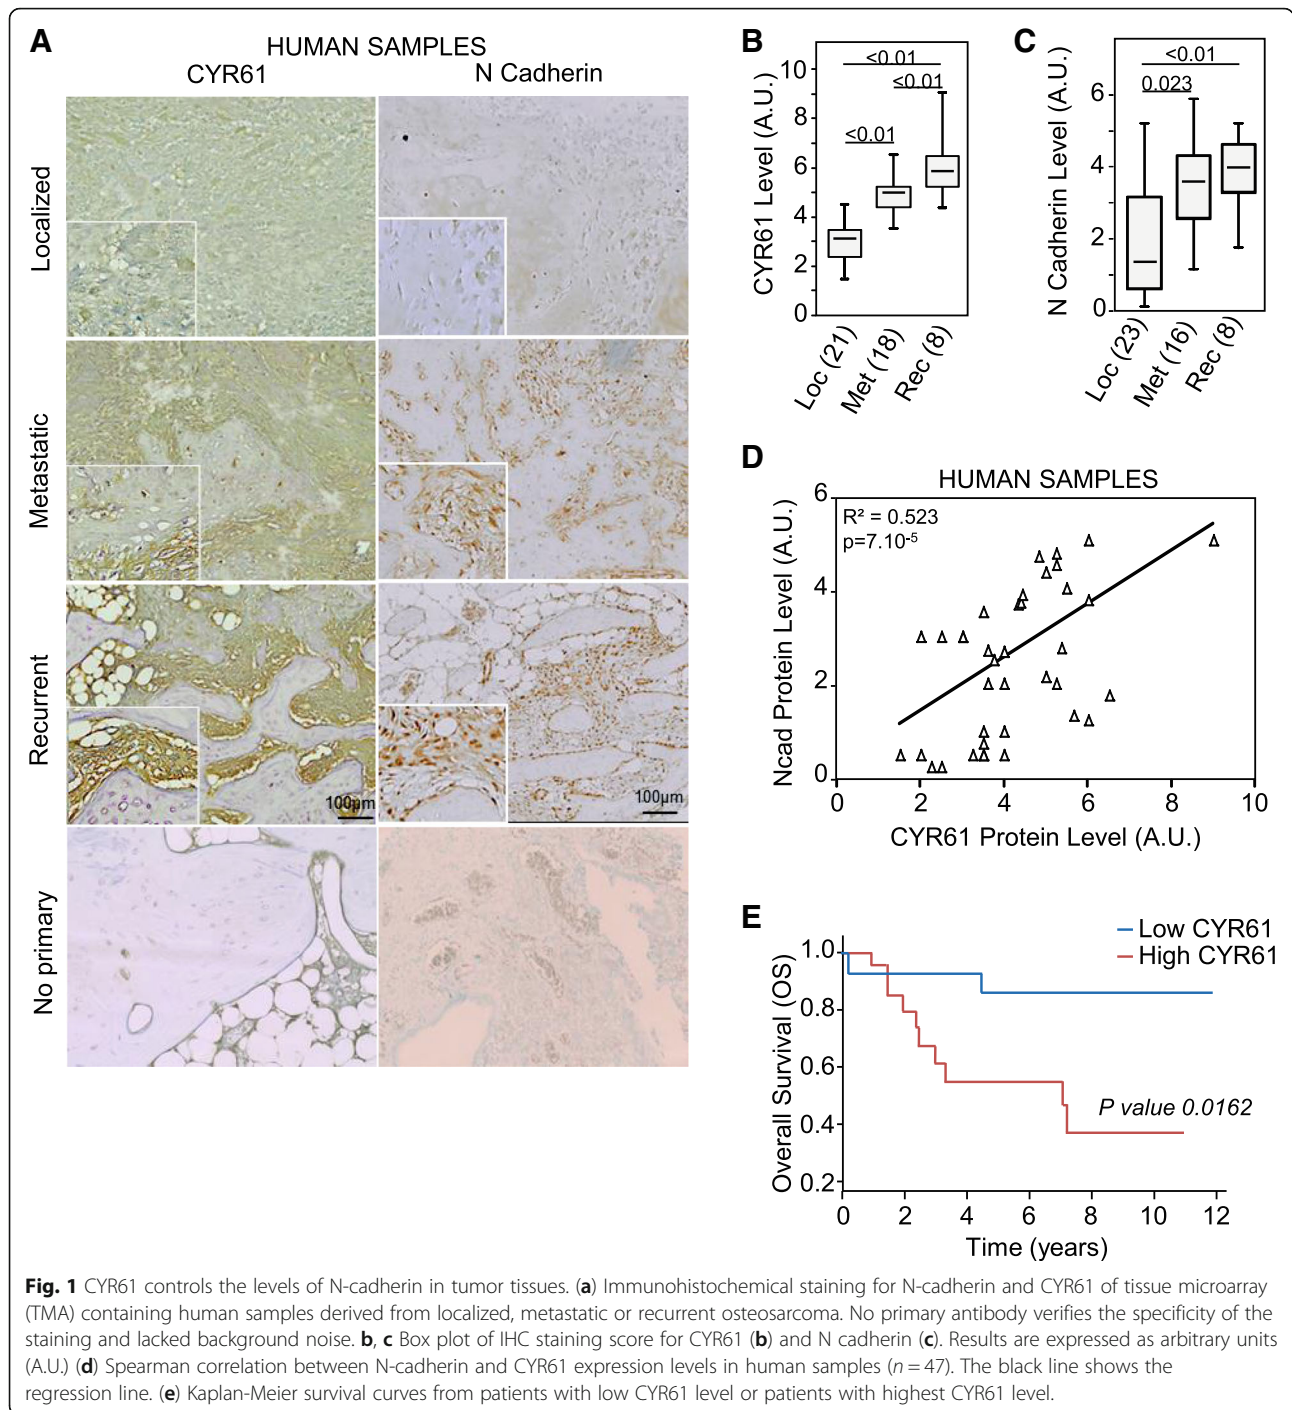 A
HUMAN SAMPLES
CYR61
N Cadherin
Localized
Metastatic
Recurrent
No primary
100µm
100µm
B
CYR61 Level (A.U.)
10
8
6
4
2
0
<0.01
<0.01
<0.01
Loc (21)
Met (18)
Rec (8)
C
N Cadherin Level (A.U.)
6
4
2
0
<0.01
0.023
Loc (23)
Met (16)
Rec (8)
D
HUMAN SAMPLES
Ncad Protein Level (A.U.)
6
4
2
0
R² = 0.523
p=7.10⁻⁵
0 2 4 6 8 10
CYR61 Protein Level (A.U.)
E
Low CYR61
High CYR61
Overall Survival (OS)
1.0
0.8
0.6
0.4
0.2
P value 0.0162
0 2 4 6 8 10 12
Time (years)
Fig. 1 CYR61 controls the levels of N-cadherin in tumor tissues. (a) Immunohistochemical staining for N-cadherin and CYR61 of tissue microarray
(TMA) containing human samples derived from localized, metastatic or recurrent osteosarcoma. No primary antibody verifies the specificity of the
staining and lacked background noise. b, c Box plot of IHC staining score for CYR61 (b) and N cadherin (c). Results are expressed as arbitrary units
(A.U.) (d) Spearman correlation between N-cadherin and CYR61 expression levels in human samples (n = 47). The black line shows the
regression line. (e) Kaplan-Meier survival curves from patients with low CYR61 level or patients with highest CYR61 level.